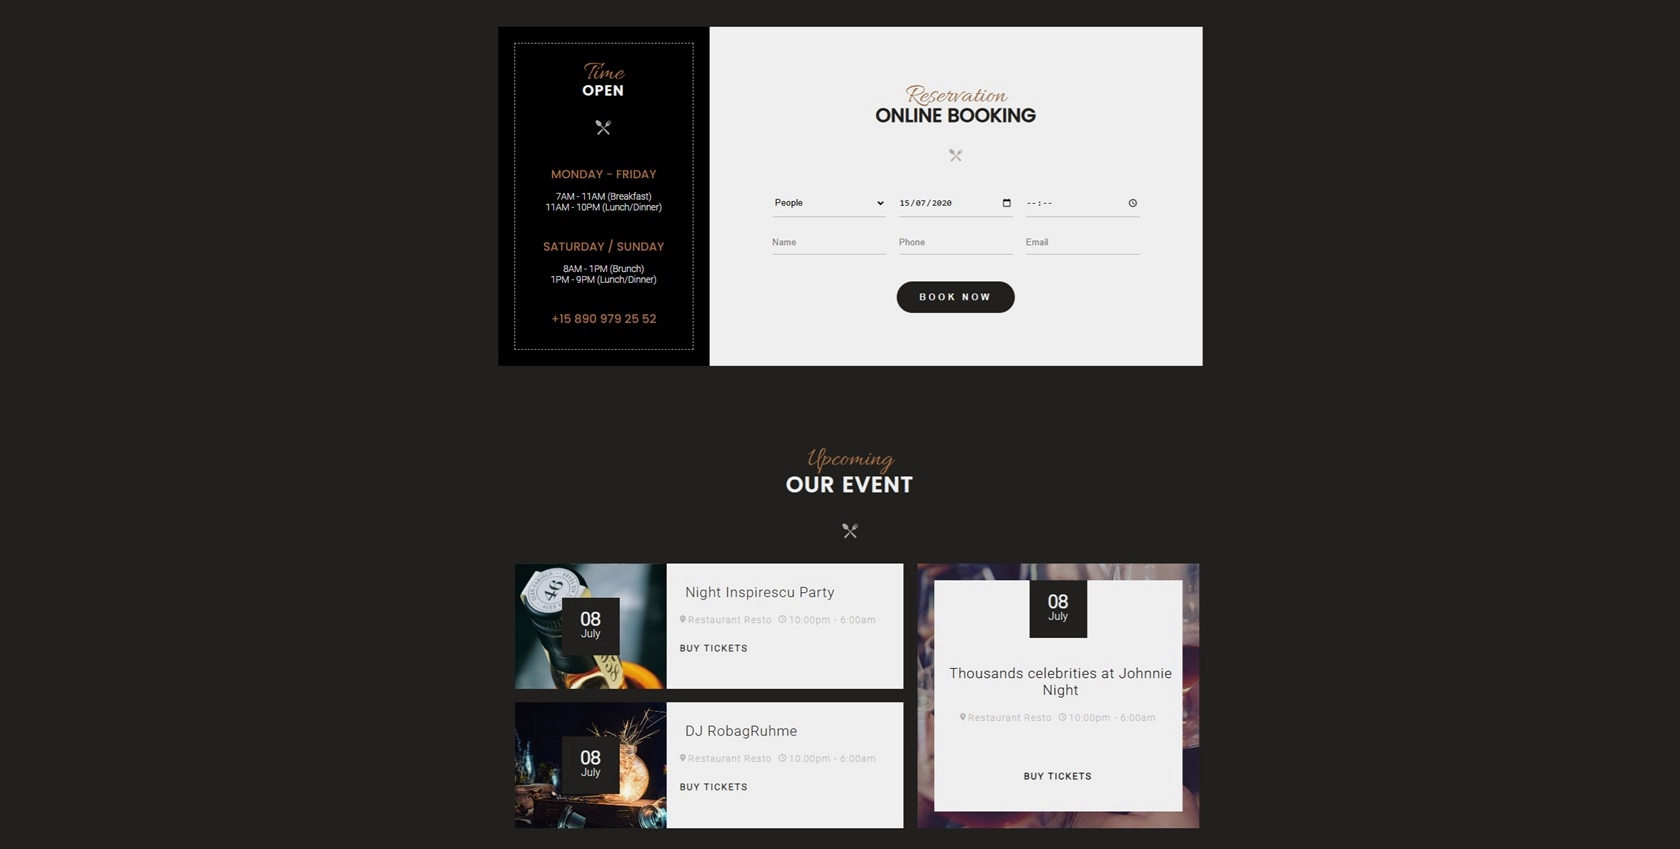 Time
OPEN
MONDAY - FRIDAY
7AM - 11AM (Breakfast)
11AM - 10PM (Lunch/Dinner)
SATURDAY / SUNDAY
8AM - 1PM (Brunch)
1PM - 9PM (Lunch/Dinner)
+15 890 979 25 52
Reservation
ONLINE BOOKING
People 15/07/2020 --:--
Name Phone Email
BOOK NOW
Upcoming
OUR EVENT
08
July
Night Inspirescu Party
Restaurant Resto 10:00pm - 6:00am
BUY TICKETS
08
July
DJ RobagRuhme
Restaurant Resto 10:00pm - 6:00am
BUY TICKETS
08
July
Thousands celebrities at Johnnie
Night
Restaurant Resto 10:00pm - 6:00am
BUY TICKETS